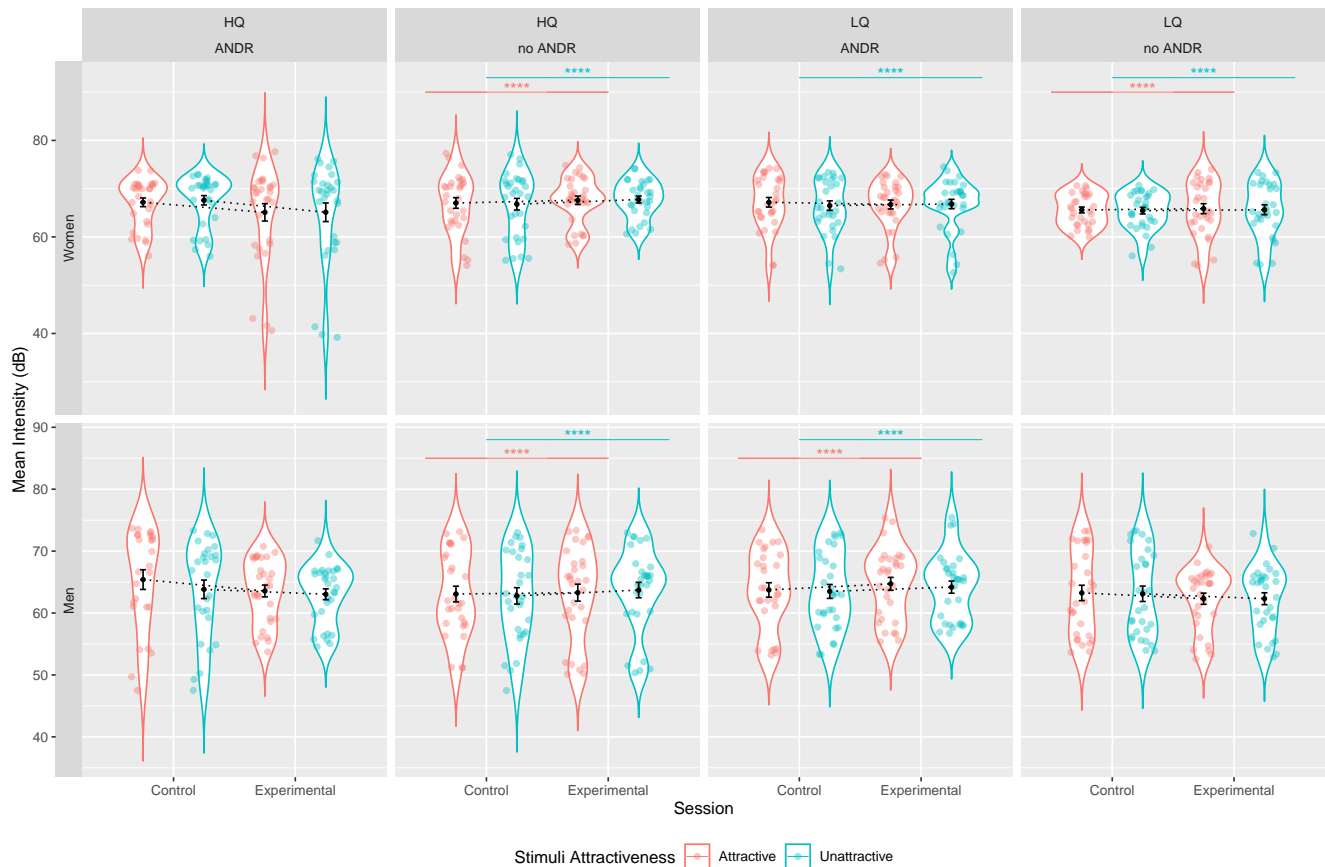 HQ HQ LQ LQ
ANDR no ANDR ANDR no ANDR
**** **** ****
**** ****
80
60
40
Women
Mean Intensity (dB)
**** ****
**** ****
90
80
70
60
50
40
Men
Control Experimental Control Experimental Control Experimental Control Experimental
Session
Stimuli Attractiveness Attractive Unattractive